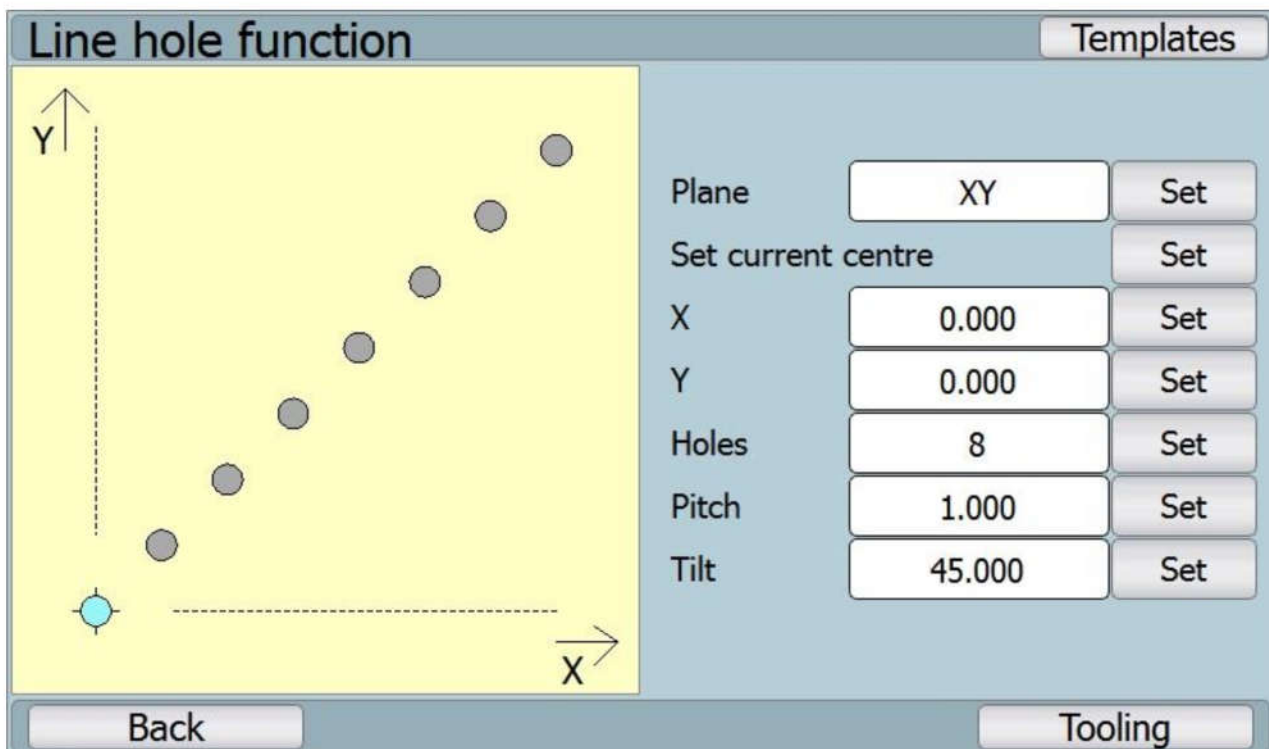 Line hole function
Templates
Y
X
Plane XY Set
Set current centre Set
X 0.000 Set
Y 0.000 Set
Holes 8 Set
Pitch 1.000 Set
Tilt 45.000 Set
Back
Tooling